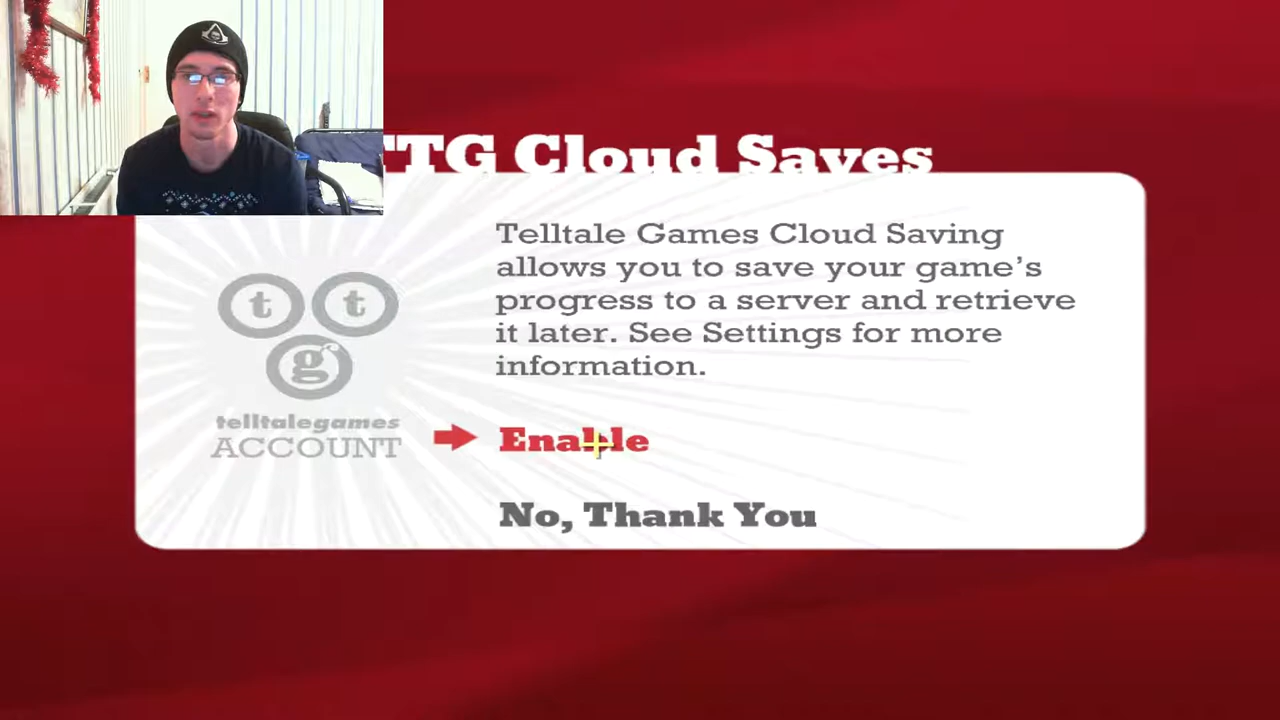 TTG Cloud Saves
Telltale Games Cloud Saving
allows you to save your game's
progress to a server and retrieve
it later. See Settings for more
information.
t t
g
telltalegames
ACCOUNT
Enable
No, Thank You